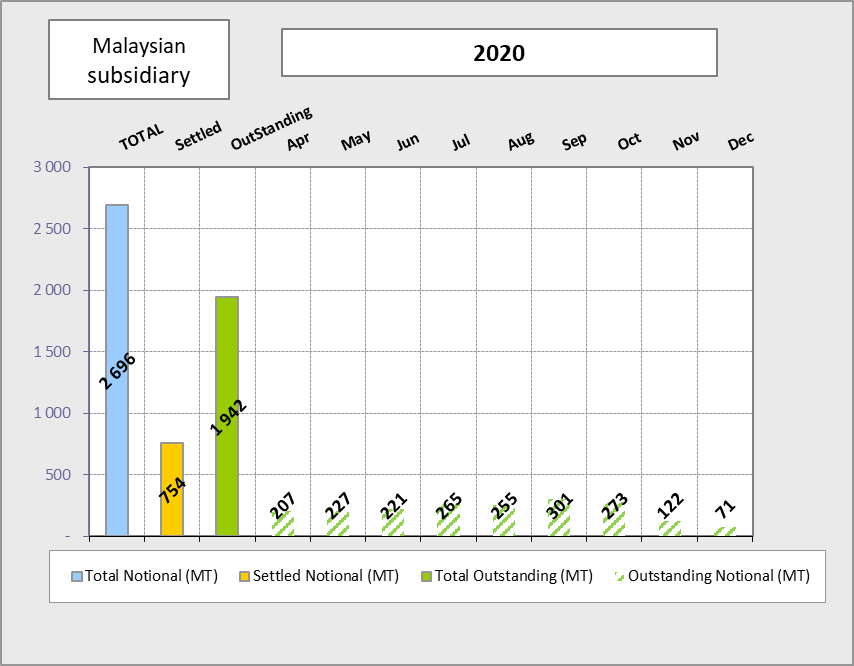 Malaysian
subsidiary
2020
TOTAL Settled OutStanding Apr May Jun Jul Aug Sep Oct Nov Dec
3 000
2 500
2 000
1 500
1 000
500
-
2 696 754 1 942 207 227 221 265 255 301 273 122 71
Total Notional (MT) Settled Notional (MT) Total Outstanding (MT) Outstanding Notional (MT)